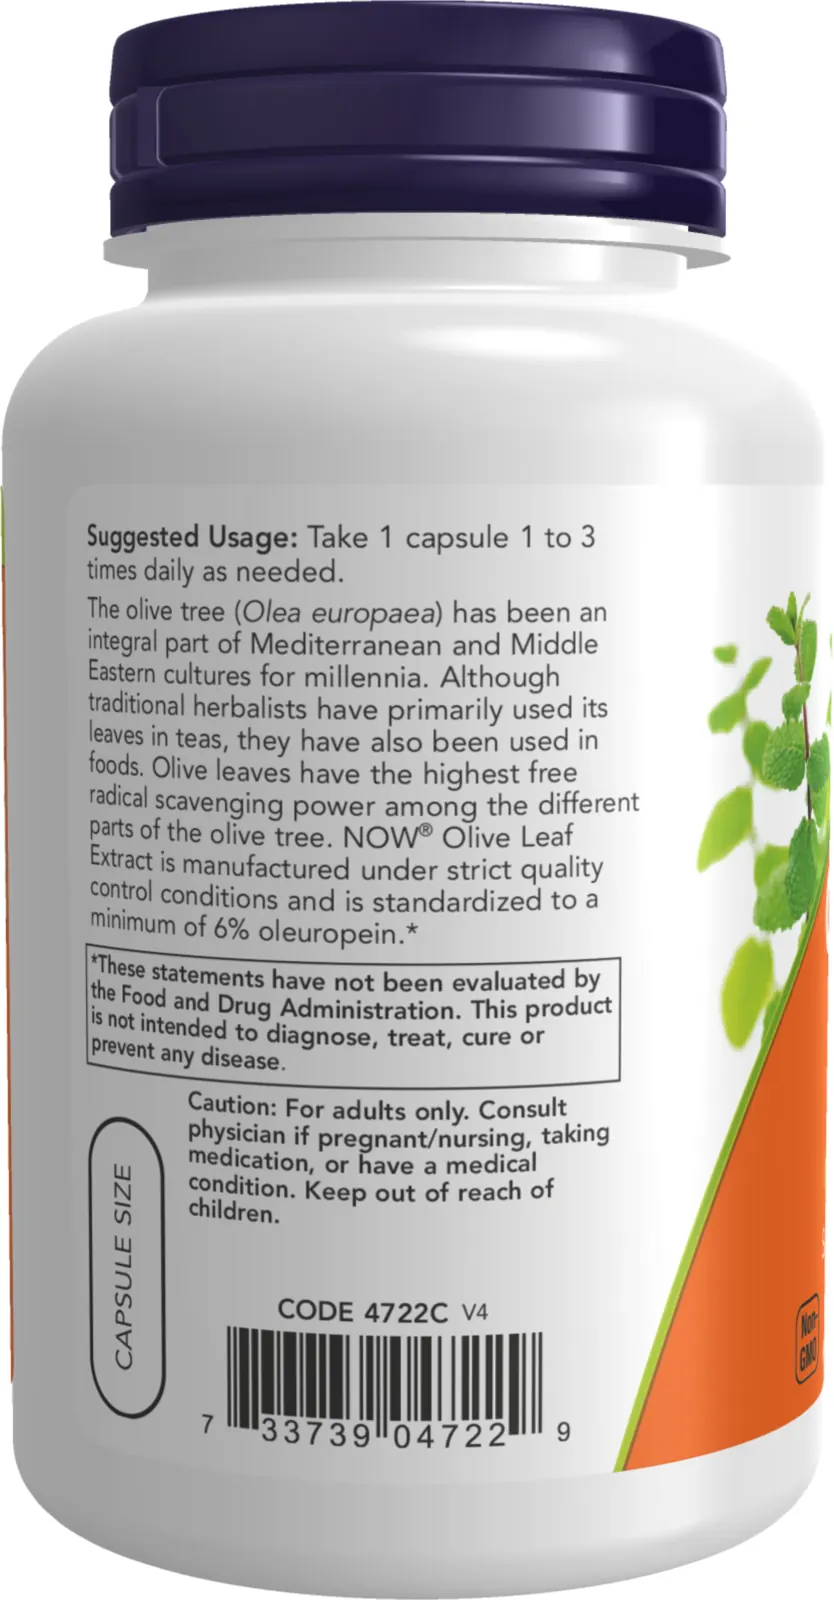 Suggested Usage: Take 1 capsule 1 to 3
times daily as needed.
The olive tree (Olea europaea) has been an
integral part of Mediterranean and Middle
Eastern cultures for millennia. Although
traditional herbalists have primarily used its
leaves in teas, they have also been used in
foods. Olive leaves have the highest free
radical scavenging power among the different
parts of the olive tree. NOW® Olive Leaf
Extract is manufactured under strict quality
control conditions and is standardized to a
minimum of 6% oleuropein.*
*These statements have not been evaluated by
the Food and Drug Administration. This product
is not intended to diagnose, treat, cure or
prevent any disease.
Caution: For adults only. Consult
physician if pregnant/nursing, taking
medication, or have a medical
condition. Keep out of reach of
children.
CAPSULE SIZE
CODE 4722C V4
7 33739 04722 9
Non-
GMO